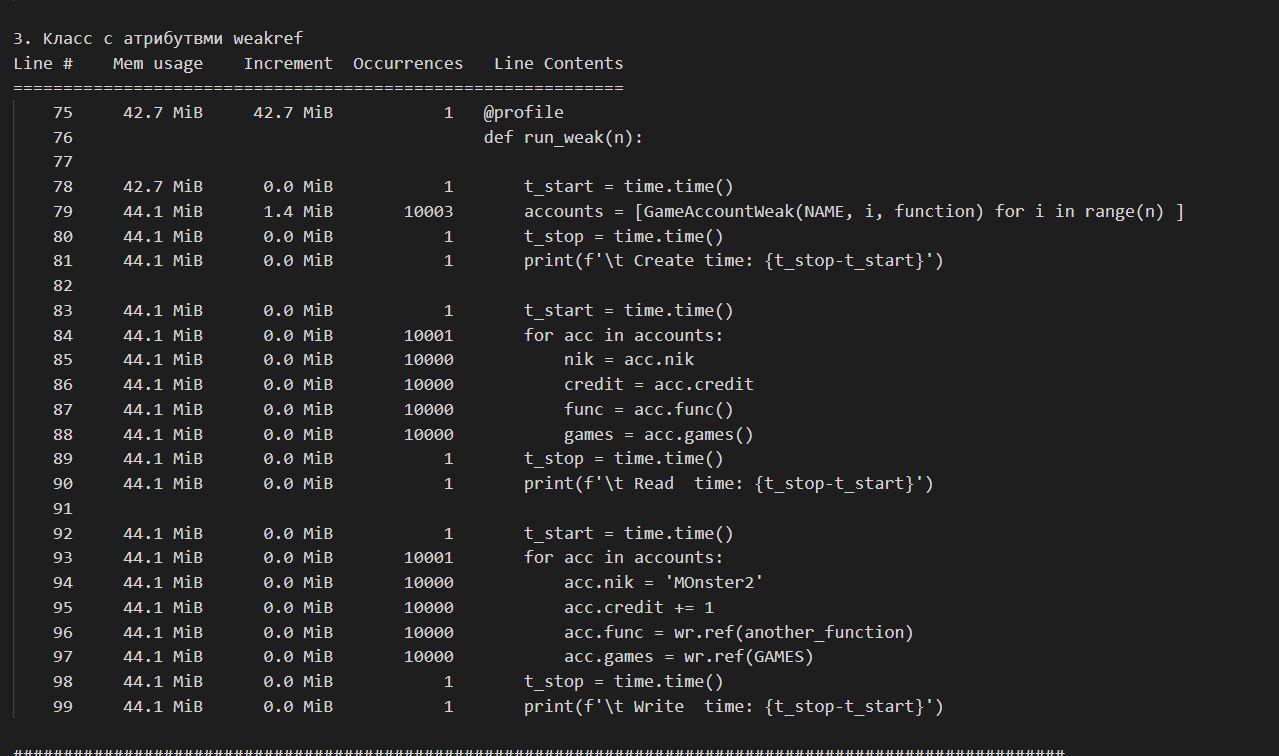 3. Класс с атрибутвми weakref
Line #    Mem usage    Increment  Occurrences   Line Contents
=============================================================
    75     42.7 MiB     42.7 MiB           1   @profile
    76                                         def run_weak(n):
    77
    78     42.7 MiB      0.0 MiB           1       t_start = time.time()
    79     44.1 MiB      1.4 MiB       10003       accounts = [GameAccountWeak(NAME, i, function) for i in range(n) ]
    80     44.1 MiB      0.0 MiB           1       t_stop = time.time()
    81     44.1 MiB      0.0 MiB           1       print(f'\t Create time: {t_stop-t_start}')
    82
    83     44.1 MiB      0.0 MiB           1       t_start = time.time()
    84     44.1 MiB      0.0 MiB       10001       for acc in accounts:
    85     44.1 MiB      0.0 MiB       10000           nik = acc.nik
    86     44.1 MiB      0.0 MiB       10000           credit = acc.credit
    87     44.1 MiB      0.0 MiB       10000           func = acc.func()
    88     44.1 MiB      0.0 MiB       10000           games = acc.games()
    89     44.1 MiB      0.0 MiB           1       t_stop = time.time()
    90     44.1 MiB      0.0 MiB           1       print(f'\t Read  time: {t_stop-t_start}')
    91
    92     44.1 MiB      0.0 MiB           1       t_start = time.time()
    93     44.1 MiB      0.0 MiB       10001       for acc in accounts:
    94     44.1 MiB      0.0 MiB       10000           acc.nik = 'MOnster2'
    95     44.1 MiB      0.0 MiB       10000           acc.credit += 1
    96     44.1 MiB      0.0 MiB       10000           acc.func = wr.ref(another_function)
    97     44.1 MiB      0.0 MiB       10000           acc.games = wr.ref(GAMES)
    98     44.1 MiB      0.0 MiB           1       t_stop = time.time()
    99     44.1 MiB      0.0 MiB           1       print(f'\t Write  time: {t_stop-t_start}')
#########################################################################################################